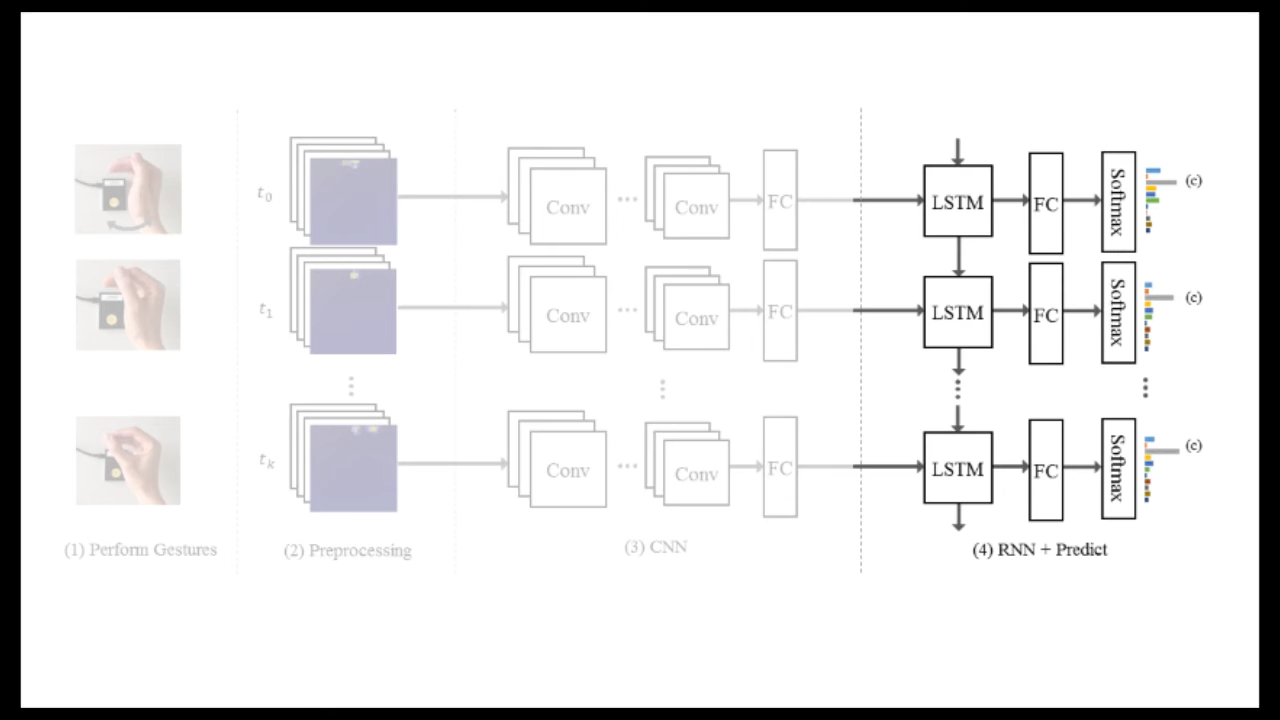 t0
Conv
Conv
FC
LSTM
FC
Softmax
(c)
t1
Conv
Conv
FC
LSTM
FC
Softmax
(c)
tk
Conv
Conv
FC
LSTM
FC
Softmax
(c)
(1) Perform Gestures
(2) Preprocessing
(3) CNN
(4) RNN + Predict